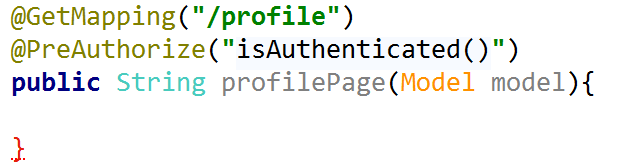 @GetMapping("/profile")
@PreAuthorize("isAuthenticated()")
public String profilePage(Model model){
}